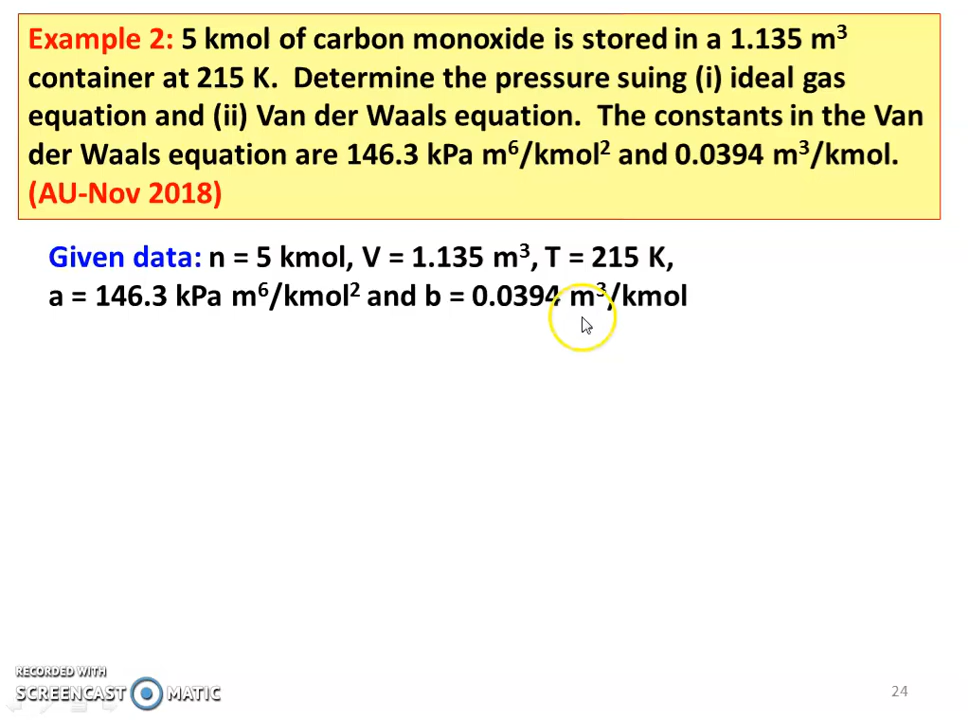 Example 2: 5 kmol of carbon monoxide is stored in a 1.135 m³
container at 215 K. Determine the pressure suing (i) ideal gas
equation and (ii) Van der Waals equation. The constants in the Van
der Waals equation are 146.3 kPa m⁶/kmol² and 0.0394 m³/kmol.
(AU-Nov 2018)
Given data: n = 5 kmol, V = 1.135 m³, T = 215 K,
a = 146.3 kPa m⁶/kmol² and b = 0.0394 m³/kmol
RECORDED WITH
SCREENCAST MATIC
24